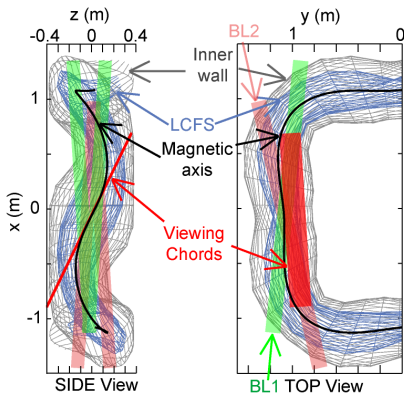 z (m)
y (m)
-0.4 0 0.4
1 0
BL2
Inner
wall
1
LCFS
Magnetic
axis
x (m)
0
Viewing
Chords
-1
SIDE View
BL1 TOP View